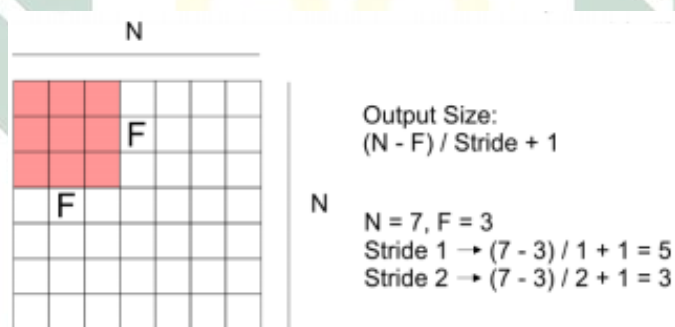 N
F
F
N
Output Size:
(N - F) / Stride + 1
N = 7, F = 3
Stride 1 → (7 - 3) / 1 + 1 = 5
Stride 2 → (7 - 3) / 2 + 1 = 3